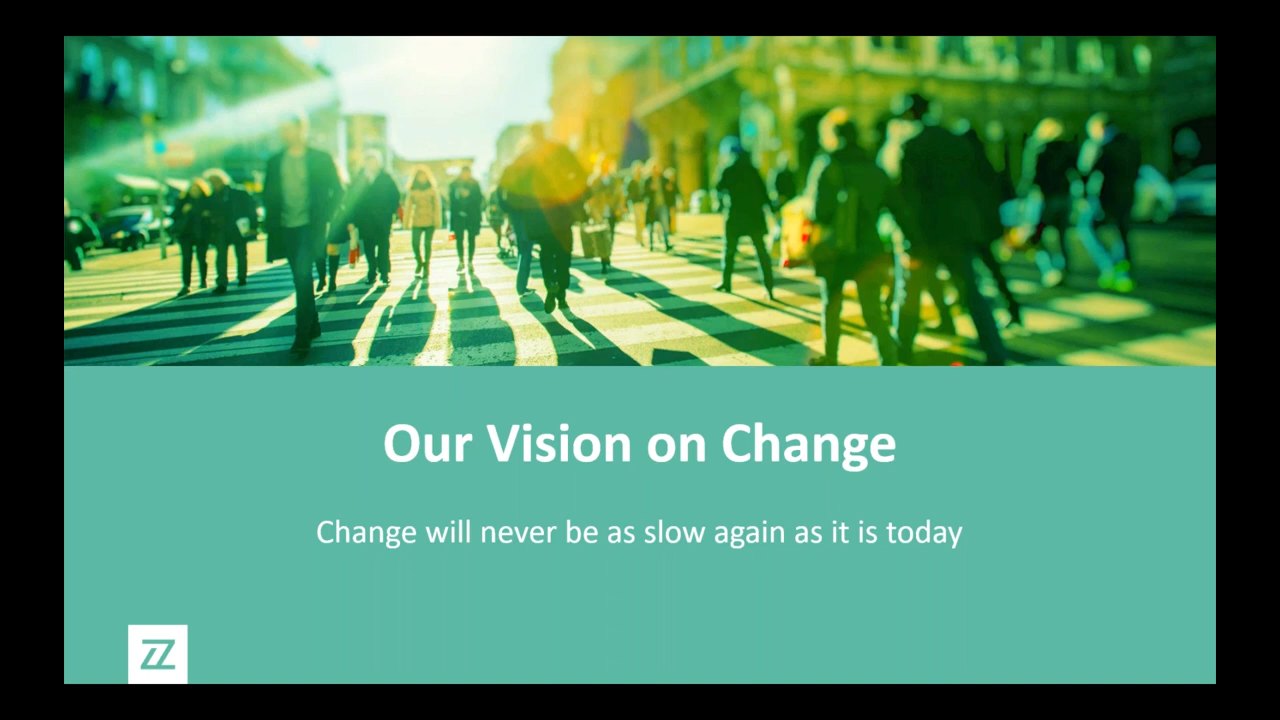 Our Vision on Change
Change will never be as slow again as it is today
ZZ